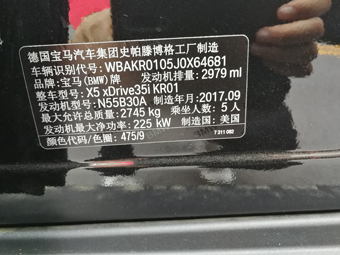 德国宝马汽车集团史帕滕博格工厂制造
车辆识别代号: WBAKR0105J0X64681
品牌: 宝马(BMW)牌 发动机排量: 2979 ml
整车型号: X5 xDrive35i KR01
发动机型号: N55B30A 制造年月: 2017.09
最大允许总质量: 2745 kg 乘坐人数: 5 人
发动机最大净功率: 225 kW 制造国: 美国
颜色代码/色圈: 475/9
7 311 082